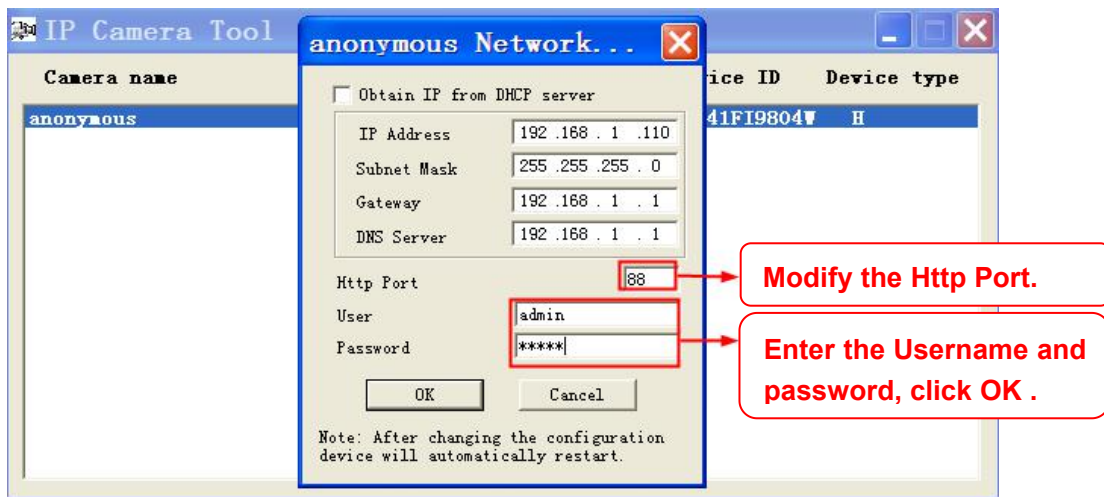 IP Camera Tool
anonymous Network...
Camera name
ice ID Device type
anonymous
41FI9804W H
Obtain IP from DHCP server
IP Address 192 .168 . 1 .110
Subnet Mask 255 .255 .255 . 0
Gateway 192 .168 . 1 . 1
DNS Server 192 .168 . 1 . 1
Http Port 88
Modify the Http Port.
User admin
Password *****
Enter the Username and
password, click OK .
OK Cancel
Note: After changing the configuration
device will automatically restart.